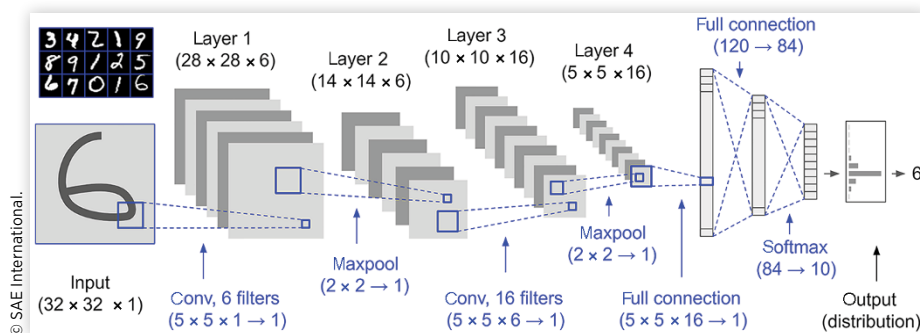 3 4 2 1 9
8 9 1 2 5
6 7 0 1 6
Layer 1
(28 × 28 × 6)
Layer 2
(14 × 14 × 6)
Layer 3
(10 × 10 × 16)
Layer 4
(5 × 5 × 16)
Full connection
(120 → 84)
6
6
Input
(32 × 32 × 1)
Conv, 6 filters
(5 × 5 × 1 → 1)
Maxpool
(2 × 2 → 1)
Conv, 16 filters
(5 × 5 × 6 → 1)
Maxpool
(2 × 2 → 1)
Full connection
(5 × 5 × 16 → 1)
Softmax
(84 → 10)
Output
(distribution)
© SAE International.